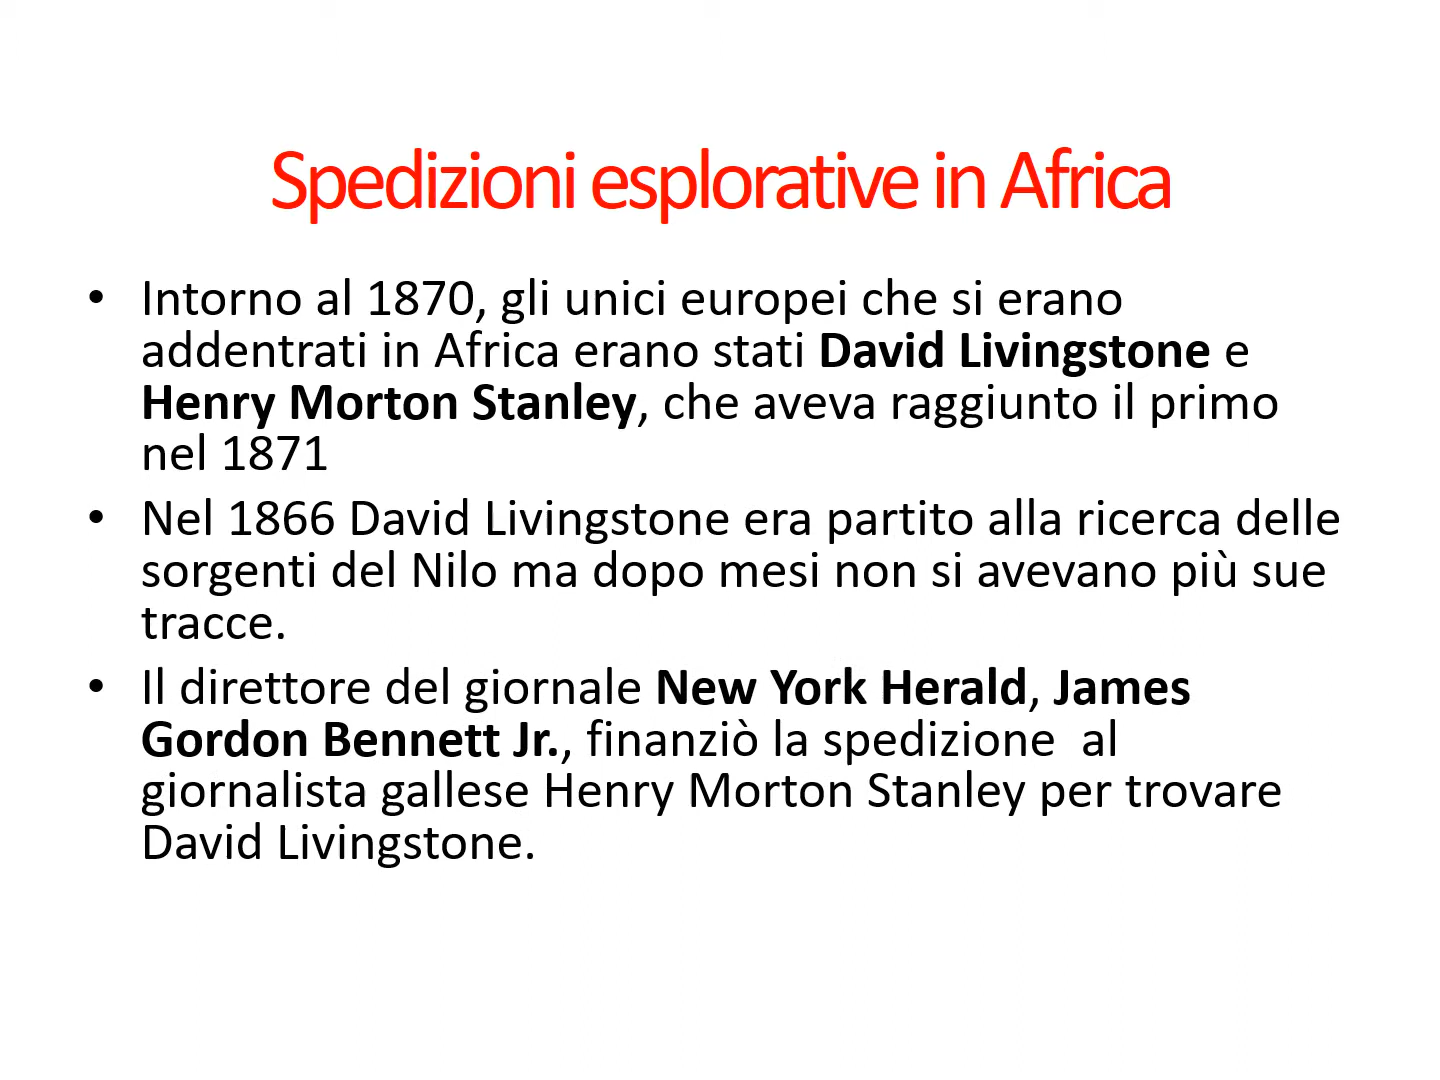 Spedizioni esplorative in Africa
• Intorno al 1870, gli unici europei che si erano
addentrati in Africa erano stati David Livingstone e
Henry Morton Stanley, che aveva raggiunto il primo
nel 1871
• Nel 1866 David Livingstone era partito alla ricerca delle
sorgenti del Nilo ma dopo mesi non si avevano più sue
tracce.
• Il direttore del giornale New York Herald, James
Gordon Bennett Jr., finanziò la spedizione  al
giornalista gallese Henry Morton Stanley per trovare
David Livingstone.